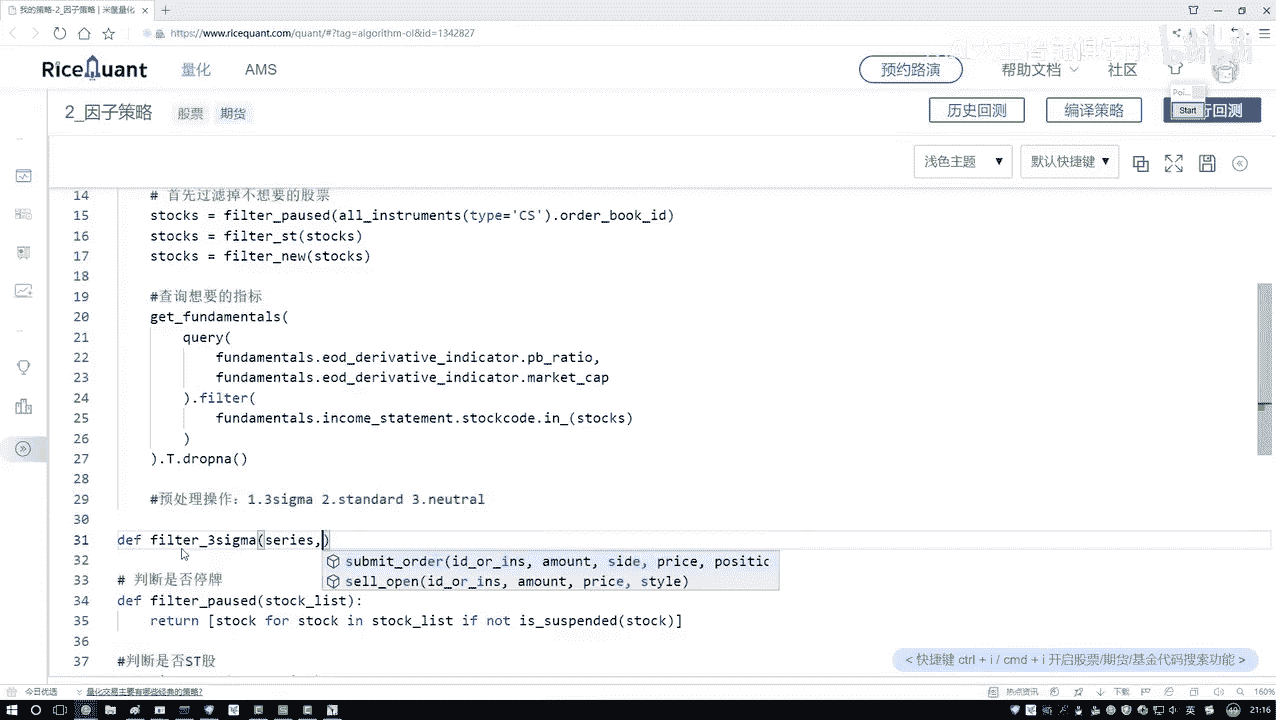 我的策略-2_因子策略 | 米筐量化
https://www.ricequant.com/quant/#?tag=algorithm-ol&id=1342827
RiceQuant 量化 AMS 预约路演 帮助文档 社区
Poi...
Start
2_因子策略 股票 期货 历史回测 编译策略 行回测
浅色主题 默认快捷键
14 # 首先过滤掉不想要的股票
15 stocks = filter_paused(all_instruments(type='CS').order_book_id)
16 stocks = filter_st(stocks)
17 stocks = filter_new(stocks)
18
19 #查询想要的指标
20 get_fundamentals(
21 query(
22 fundamentals.eod_derivative_indicator.pb_ratio,
23 fundamentals.eod_derivative_indicator.market_cap
24 ).filter(
25 fundamentals.income_statement.stockcode.in_(stocks)
26 )
27 ).T.dropna()
28
29 #预处理操作：1.3sigma 2.standard 3.neutral
30
31 def filter_3sigma(series,)
submit_order(id_or_ins, amount, side, price, positic
32
sell_open(id_or_ins, amount, price, style)
33 # 判断是否停牌
34 def filter_paused(stock_list):
35 return [stock for stock in stock_list if not is_suspended(stock)]
36
37 #判断是否ST股
< 快捷键 ctrl + i / cmd + i 开启股票/期货/基金代码搜索功能 >
今日优选 量化交易主要有哪些经典的策略? 热点资讯 下载 160%
英 21:16